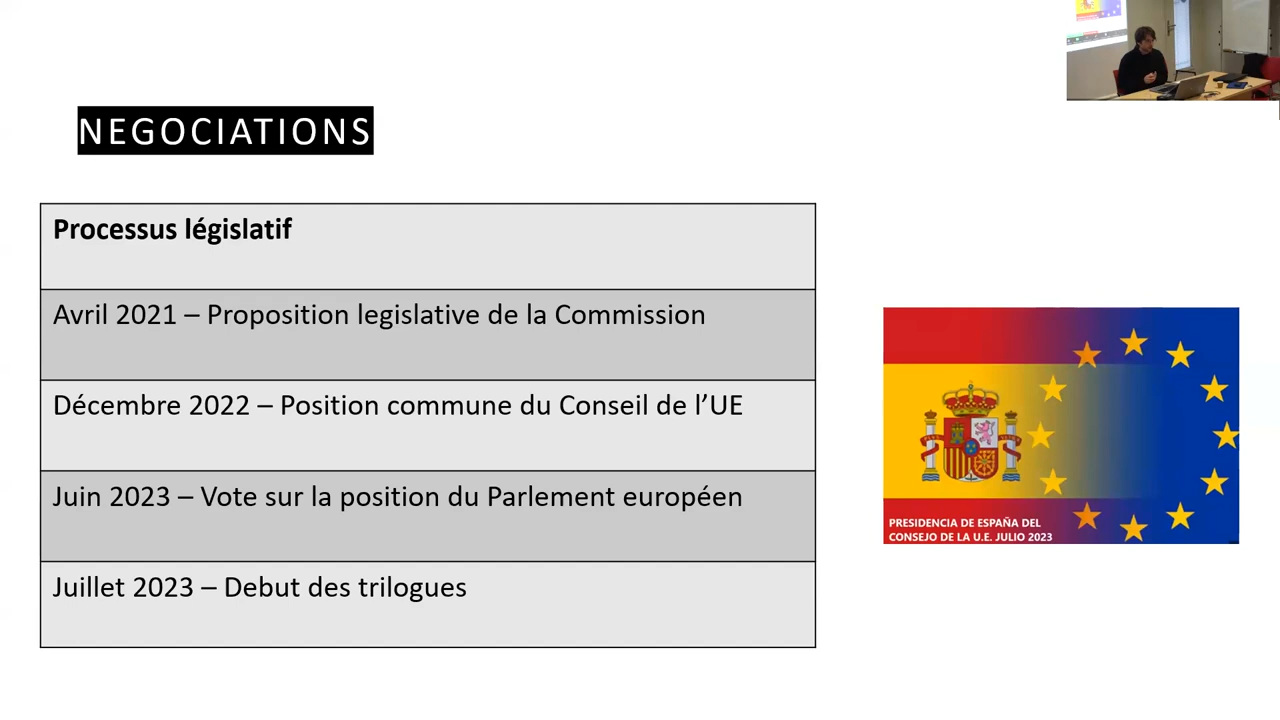 NEGOCIATIONS
Processus législatif
Avril 2021 – Proposition legislative de la Commission
Décembre 2022 – Position commune du Conseil de l’UE
Juin 2023 – Vote sur la position du Parlement européen
Juillet 2023 – Debut des trilogues
PRESIDENCIA DE ESPAÑA DEL
CONSEJO DE LA U.E. JULIO 2023